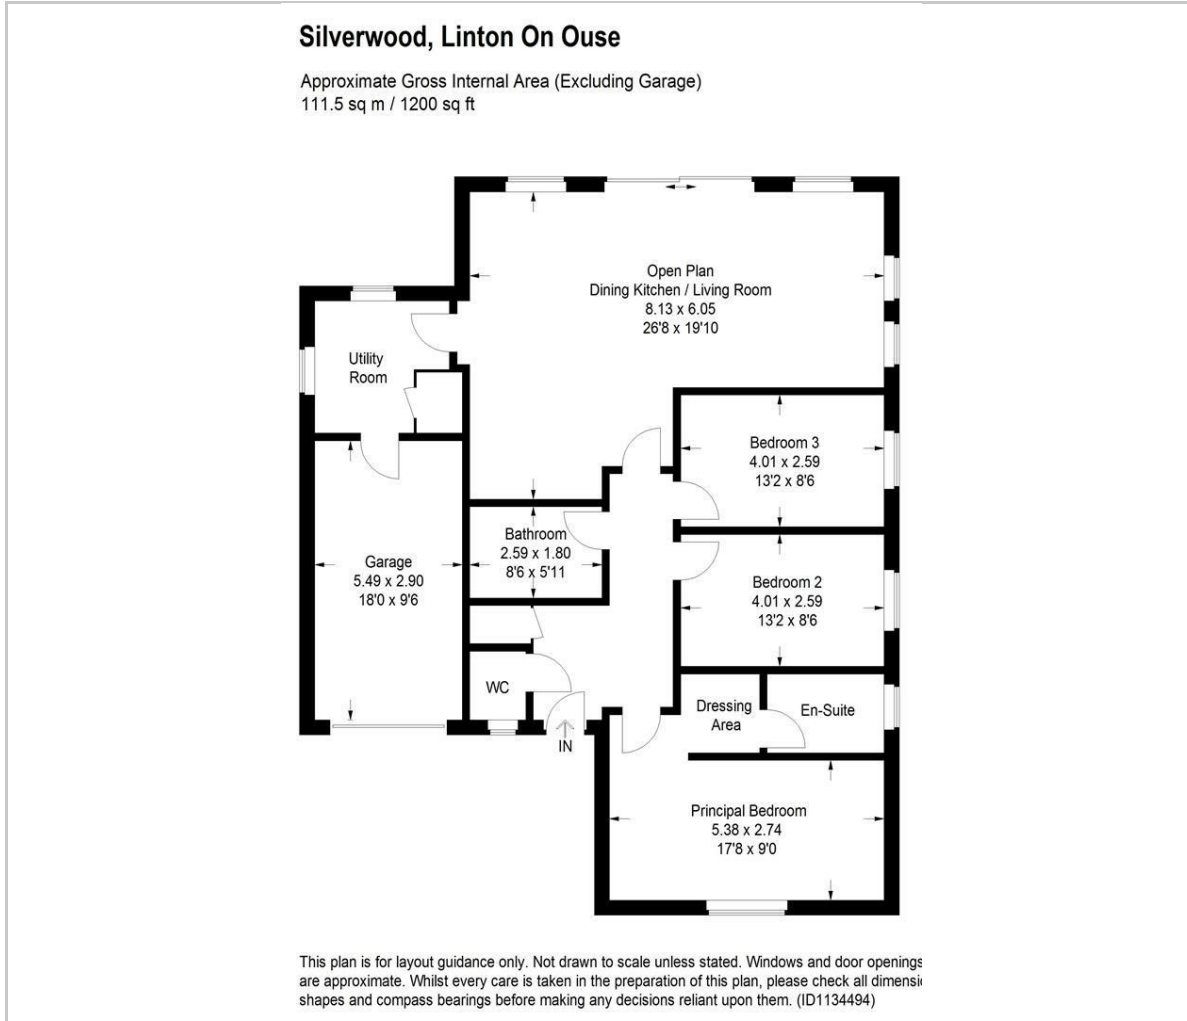 Silverwood, Linton On Ouse
Approximate Gross Internal Area (Excluding Garage)
111.5 sq m / 1200 sq ft
Open Plan
Dining Kitchen / Living Room
8.13 x 6.05
26'8 x 19'10
Utility
Room
Bedroom 3
4.01 x 2.59
13'2 x 8'6
Bathroom
2.59 x 1.80
8'6 x 5'11
Garage
5.49 x 2.90
18'0 x 9'6
Bedroom 2
4.01 x 2.59
13'2 x 8'6
WC
Dressing
Area
En-Suite
IN
Principal Bedroom
5.38 x 2.74
17'8 x 9'0
This plan is for layout guidance only. Not drawn to scale unless stated. Windows and door openings
are approximate. Whilst every care is taken in the preparation of this plan, please check all dimensi
shapes and compass bearings before making any decisions reliant upon them. (ID1134494)